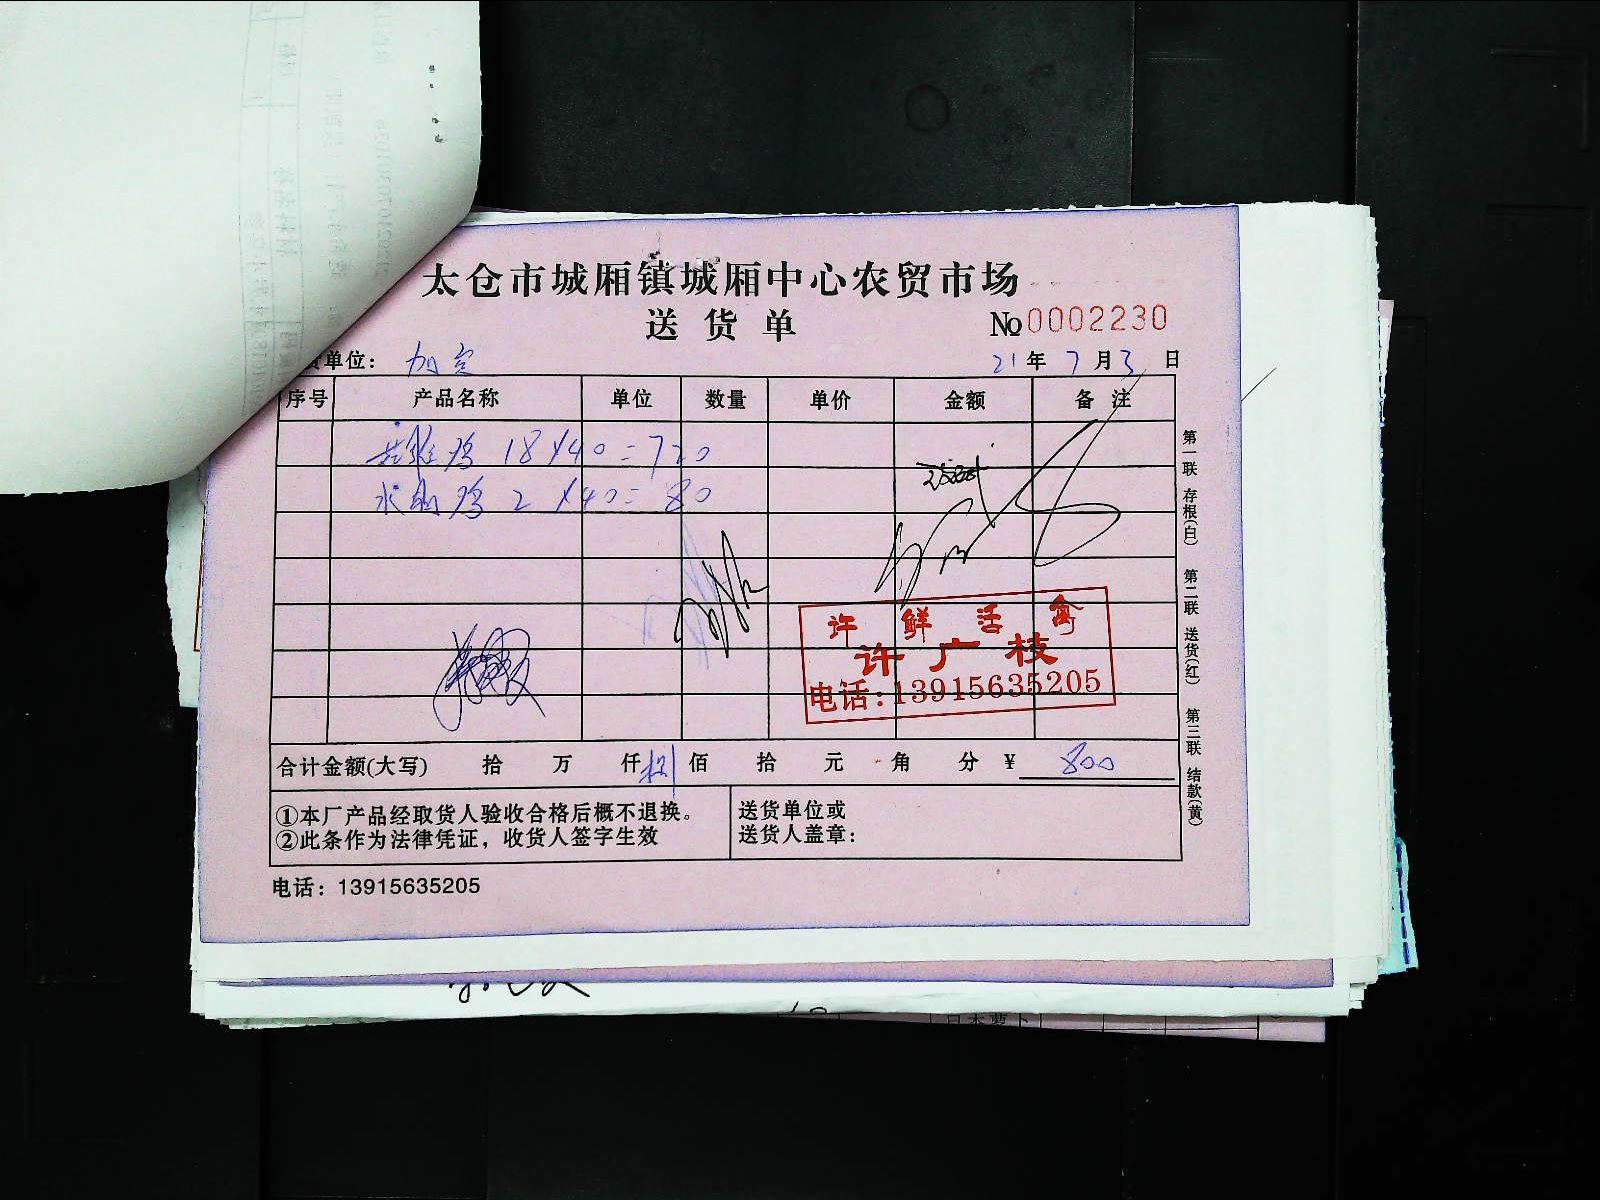 太仓市城厢镇城厢中心农贸市场
送货单
№0002230
货单位：
21年7月3日
序号 产品名称 单位 数量 单价 金额 备注
鸡 18×40=720
鸡 2×40=80
许鲜活禽
许广枝
电话:13915635205
合计金额(大写) 拾 万 仟 捌佰 拾 元 角 分 ¥ 800
①本厂产品经取货人验收合格后概不退换。
②此条作为法律凭证，收货人签字生效
送货单位或
送货人盖章：
电话：13915635205
第一联 存根(白) 第二联 送货(红) 第三联 结款(黄)